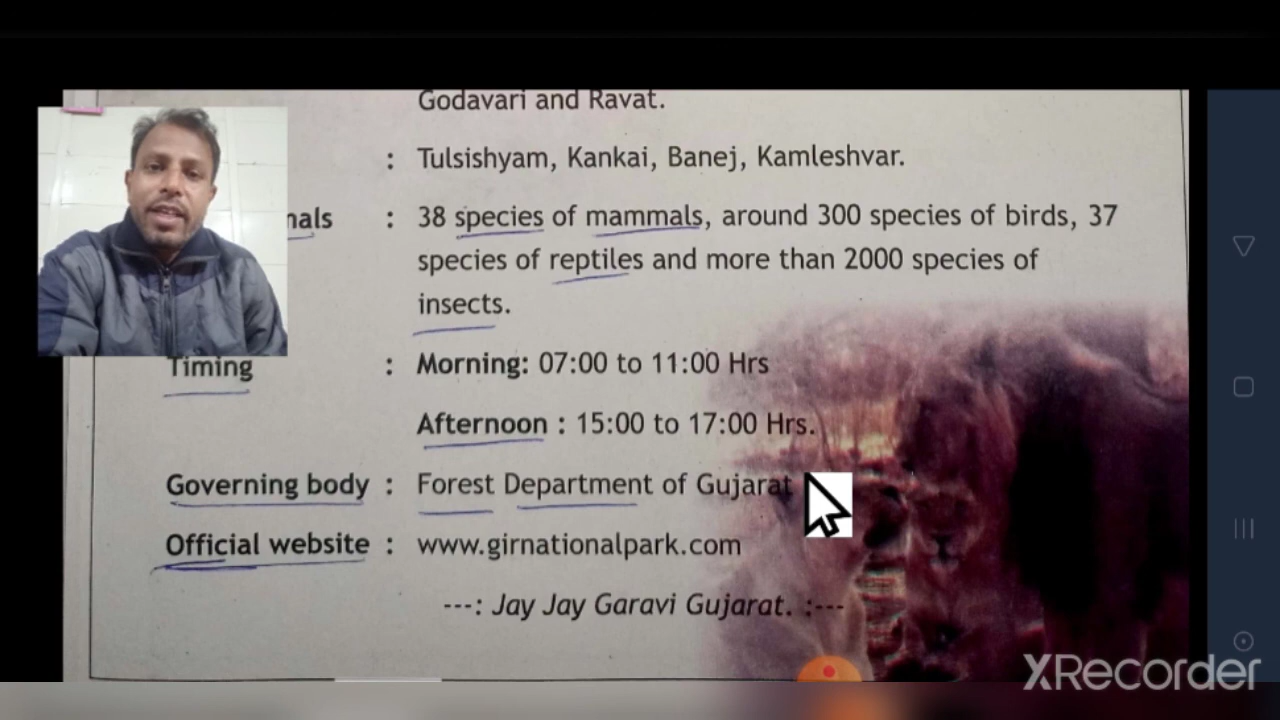 Godavari and Ravat.
: Tulsishyam, Kankai, Banej, Kamleshvar.
nals : 38 species of mammals, around 300 species of birds, 37
species of reptiles and more than 2000 species of
insects.
Timing : Morning: 07:00 to 11:00 Hrs
Afternoon : 15:00 to 17:00 Hrs.
Governing body : Forest Department of Gujarat
Official website : www.girnationalpark.com
---: Jay Jay Garavi Gujarat. :---
XRecorder